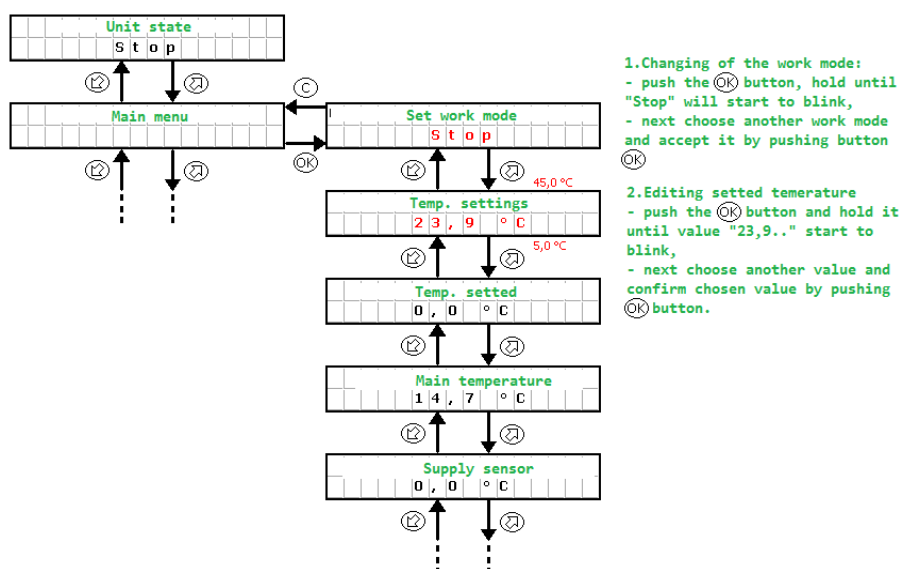 Unit state
Stop
Main menu
C
OK
Set work mode
Stop
45,0 °C
Temp. settings
23,9 °C
5,0 °C
Temp. setted
0,0 °C
Main temperature
14,7 °C
Supply sensor
0,0 °C
1.Changing of the work mode:
- push the OK button, hold until
"Stop" will start to blink,
- next choose another work mode
and accept it by pushing button
OK
2.Editing setted temerature
- push the OK button and hold it
until value "23,9.." start to
blink,
- next choose another value and
confirm chosen value by pushing
OK button.